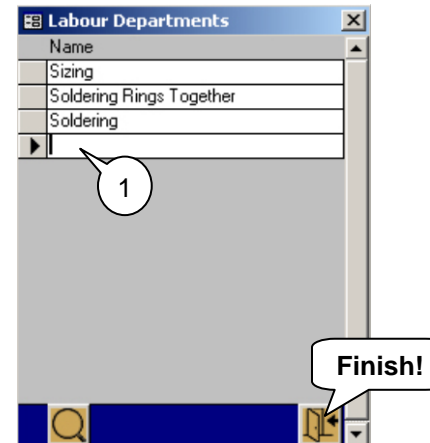 Labour Departments
Name
Sizing
Soldering Rings Together
Soldering
1
Finish!